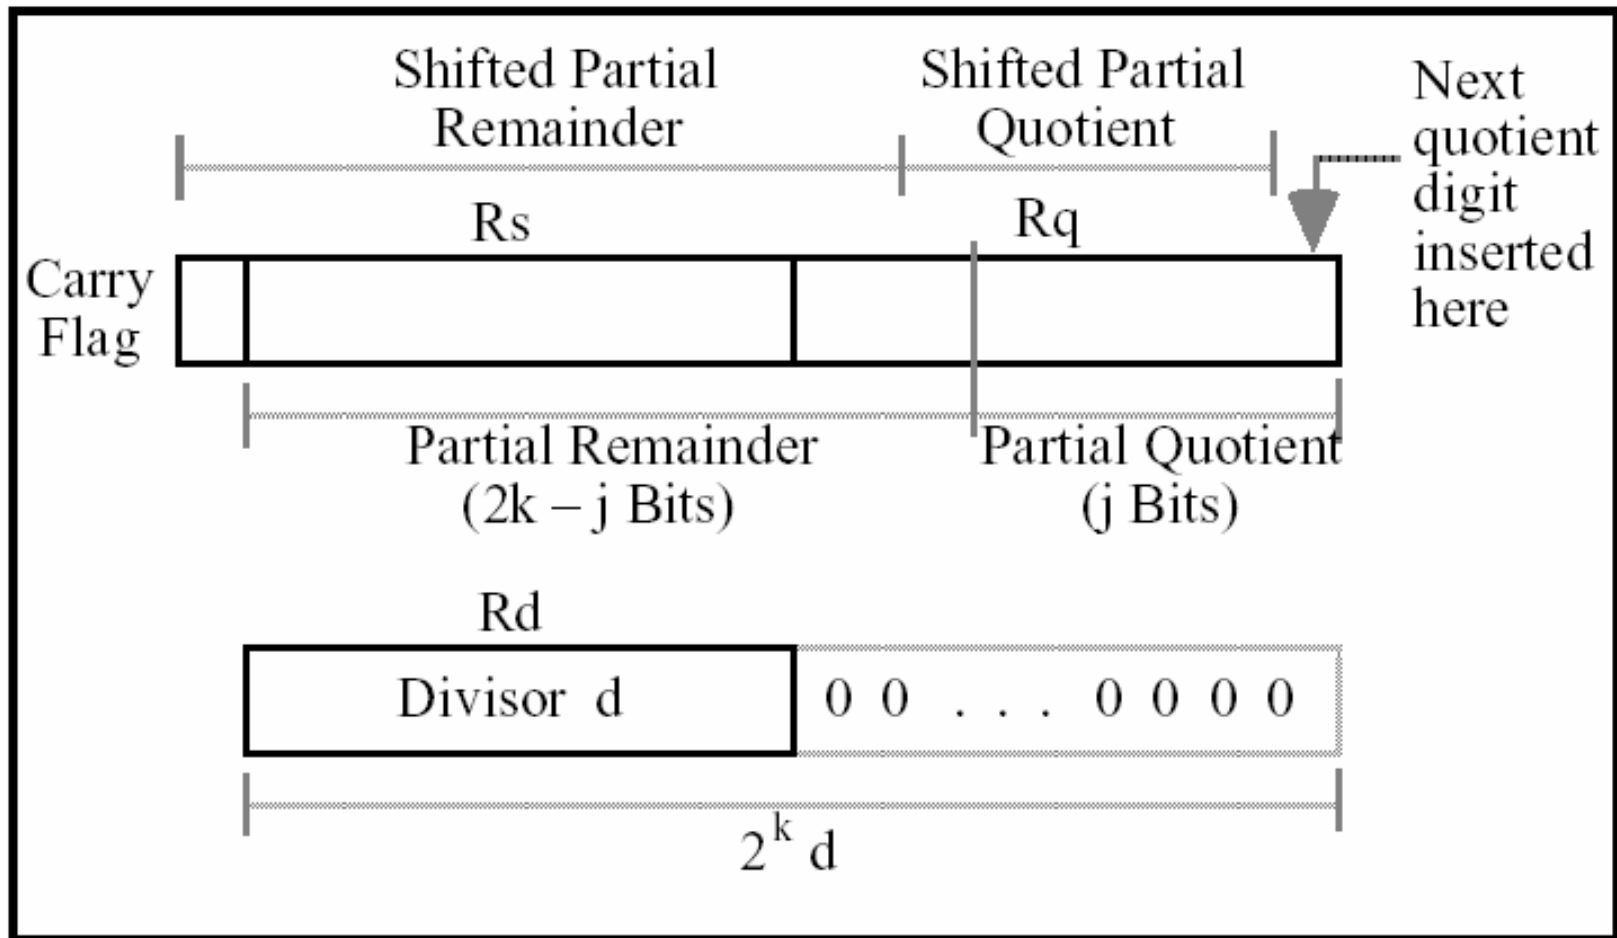 Shifted Partial
Remainder
Shifted Partial
Quotient
Next
quotient
digit
inserted
here
Rs
Rq
Carry
Flag
Partial Remainder
(2k – j Bits)
Partial Quotient
(j Bits)
Rd
Divisor d
0 0 . . . 0 0 0 0
2^k d